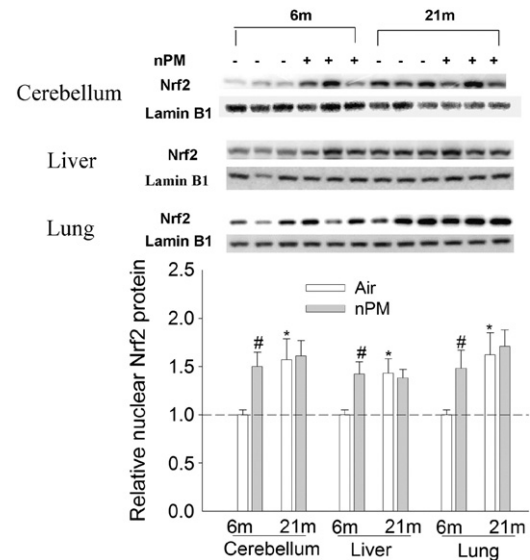 6m 21m
nPM - - - + + + - - - + + +
Cerebellum
Nrf2
Lamin B1
Liver
Nrf2
Lamin B1
Lung
Nrf2
Lamin B1
Relative nuclear Nrf2 protein
2.5
2.0
1.5
1.0
0.5
0.0
Air
nPM
# * # * # *
6m 21m 6m 21m 6m 21m
Cerebellum Liver Lung